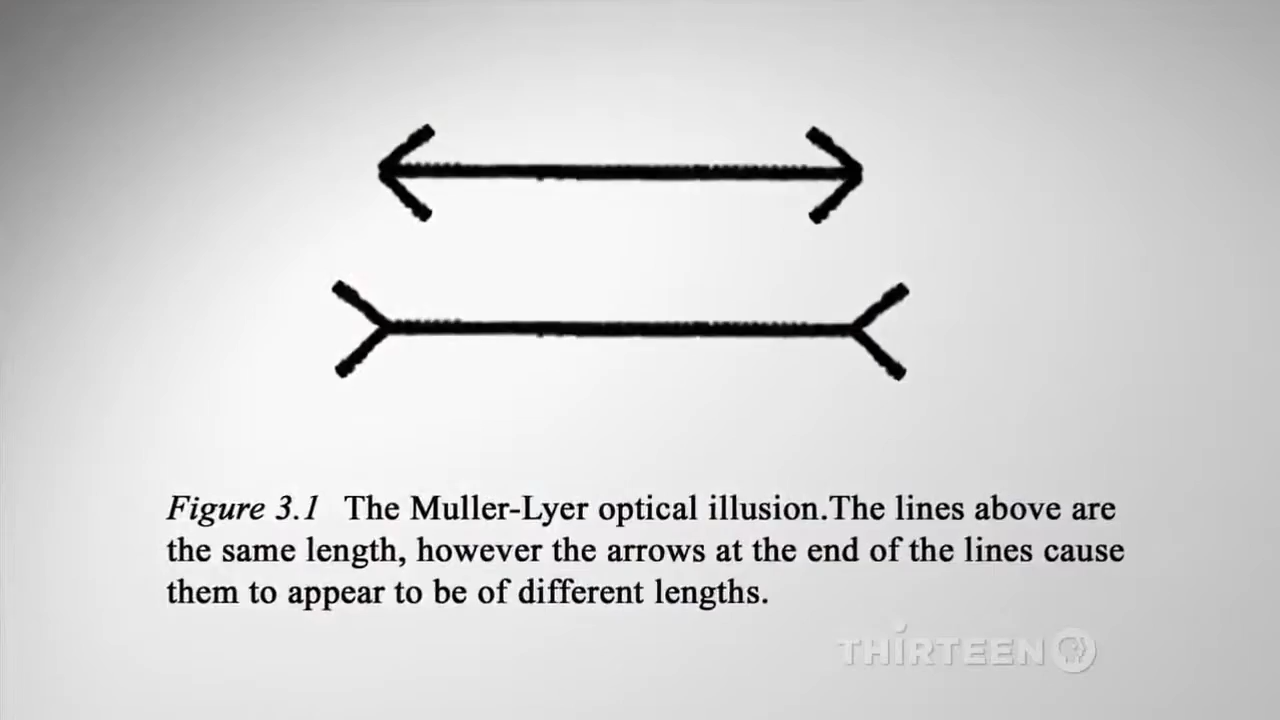 Figure 3.1 The Muller-Lyer optical illusion.The lines above are
the same length, however the arrows at the end of the lines cause
them to appear to be of different lengths.
THIRTEEN